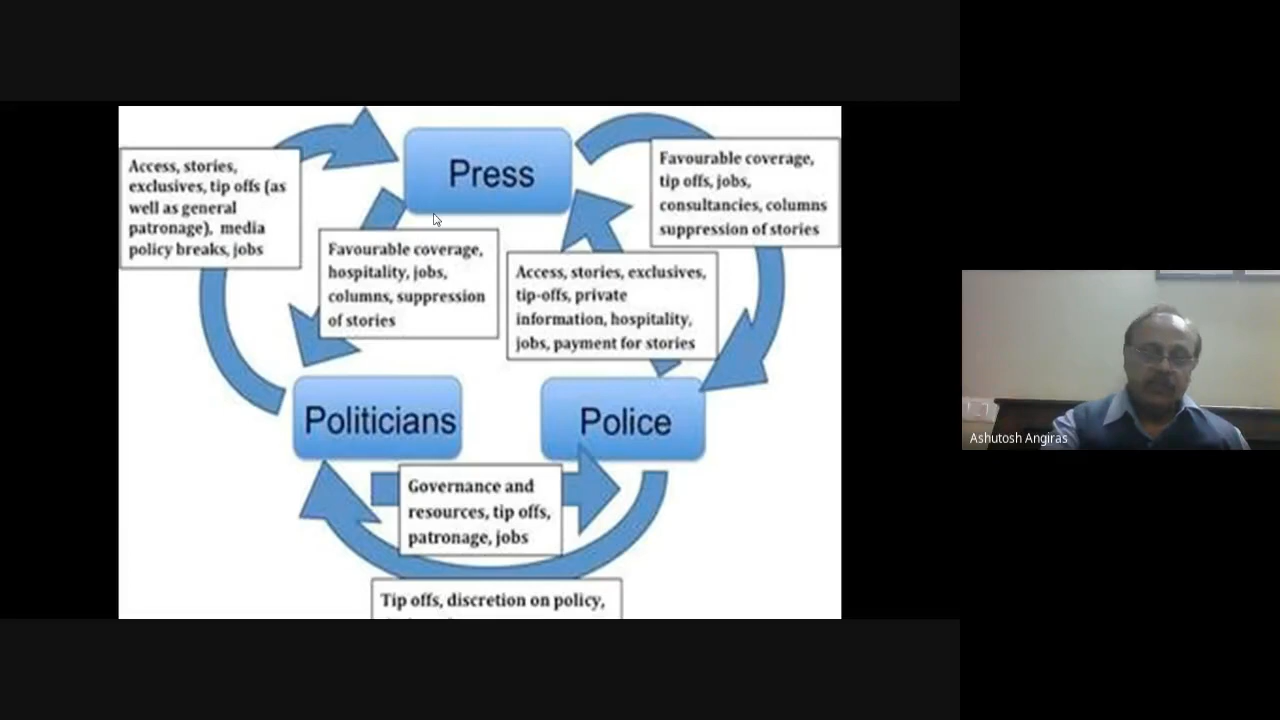 Press
Access, stories,
exclusives, tip offs (as
well as general
patronage), media
policy breaks, jobs
Favourable coverage,
tip offs, jobs,
consultancies, columns
suppression of stories
Favourable coverage,
hospitality, jobs,
columns, suppression
of stories
Access, stories, exclusives,
tip-offs, private
information, hospitality,
jobs, payment for stories
Politicians
Police
Governance and
resources, tip offs,
patronage, jobs
Tip offs, discretion on policy,
Ashutosh Angiras